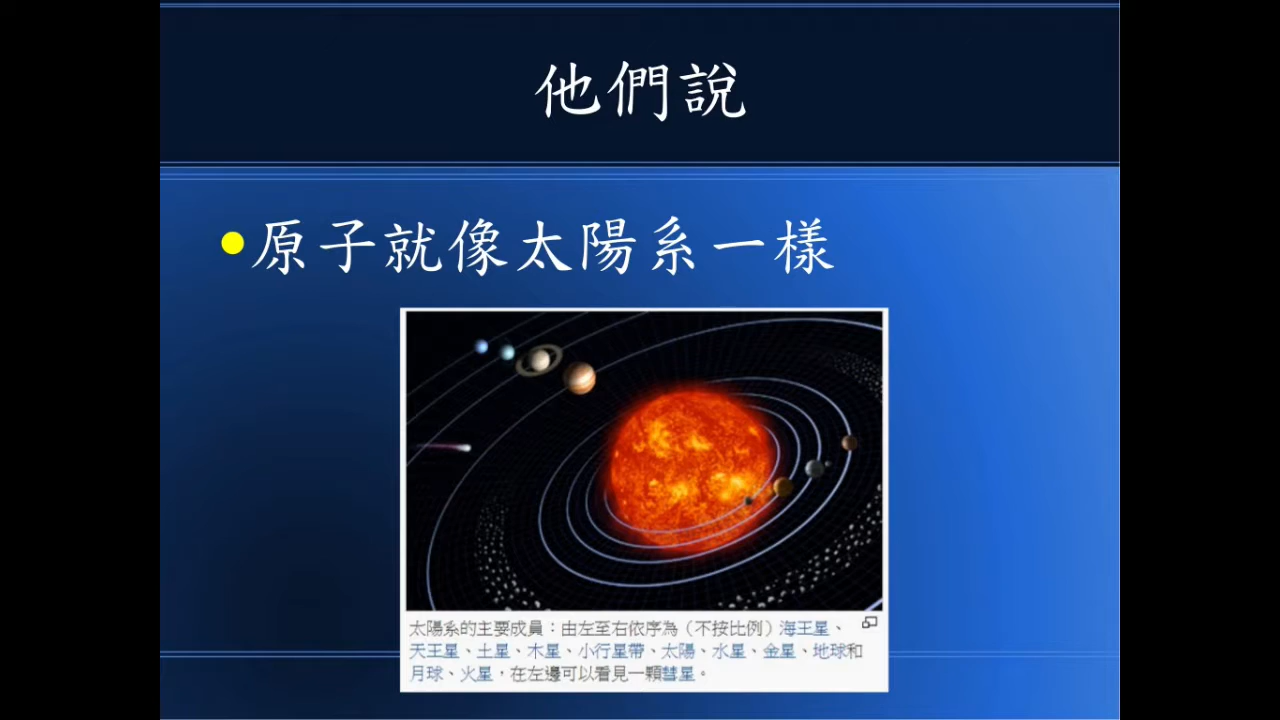 他們說
原子就像太陽系一樣
太陽系的主要成員：由左至右依序為（不按比例）海王星、
天王星、土星、木星、小行星帶、太陽、水星、金星、地球和
月球、火星，在左邊可以看見一顆彗星。